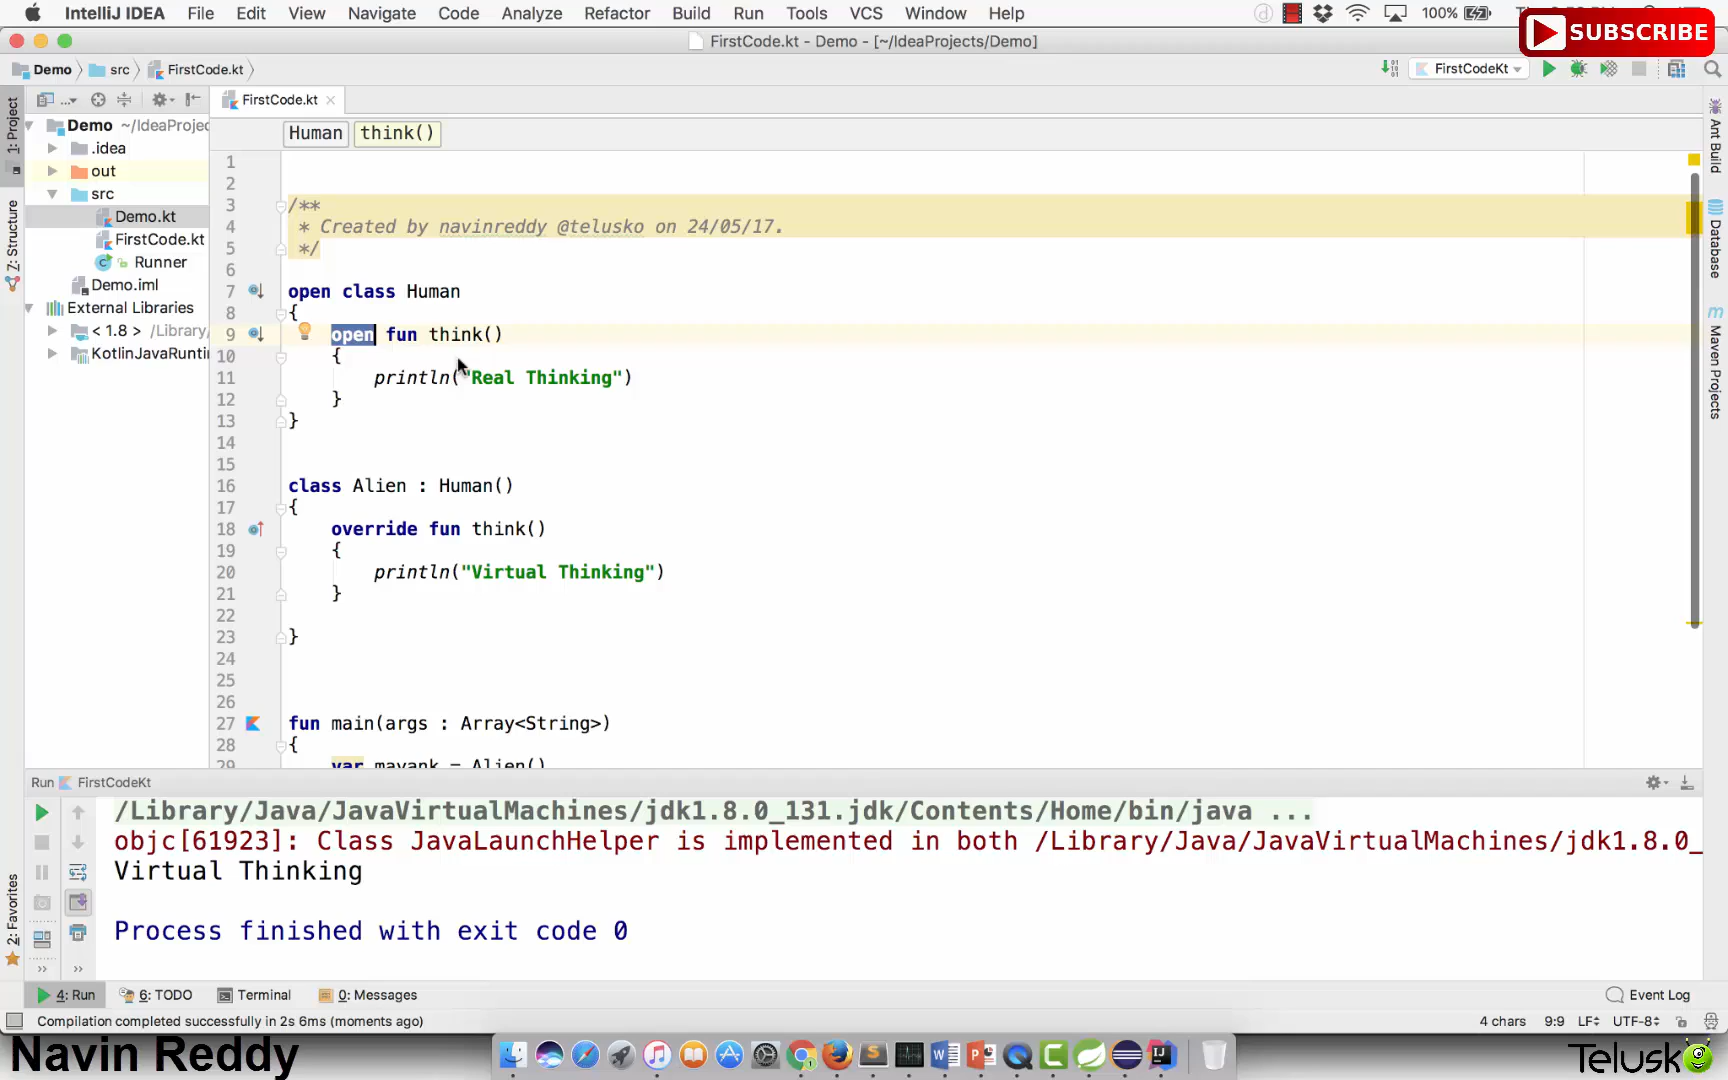 IntelliJ IDEA File Edit View Navigate Code Analyze Refactor Build Run Tools VCS Window Help 100%
SUBSCRIBE
FirstCode.kt - Demo - [~/IdeaProjects/Demo]
Demo src FirstCode.kt
FirstCodeKt
1: Project
Z: Structure
2: Favorites
Demo ~/IdeaProjec
.idea
out
src
Demo.kt
FirstCode.kt
Runner
Demo.iml
External Libraries
< 1.8 > /Library/
KotlinJavaRunti
FirstCode.kt
Human think()
1
2
3 /**
4 * Created by navinreddy @telusko on 24/05/17.
5 */
6
7 open class Human
8 {
9 open fun think()
10 {
11 println("Real Thinking")
12 }
13 }
14
15
16 class Alien : Human()
17 {
18 override fun think()
19 {
20 println("Virtual Thinking")
21 }
22
23 }
24
25
26
27 fun main(args : Array<String>)
28 {
29 var mayank = Alien()
Ant Build
Database
Maven Projects
Run FirstCodeKt
/Library/Java/JavaVirtualMachines/jdk1.8.0_131.jdk/Contents/Home/bin/java ...
objc[61923]: Class JavaLaunchHelper is implemented in both /Library/Java/JavaVirtualMachines/jdk1.8.0_
Virtual Thinking
Process finished with exit code 0
4: Run 6: TODO Terminal 0: Messages Event Log
Compilation completed successfully in 2s 6ms (moments ago) 4 chars 9:9 LF UTF-8
Navin Reddy
Telusko